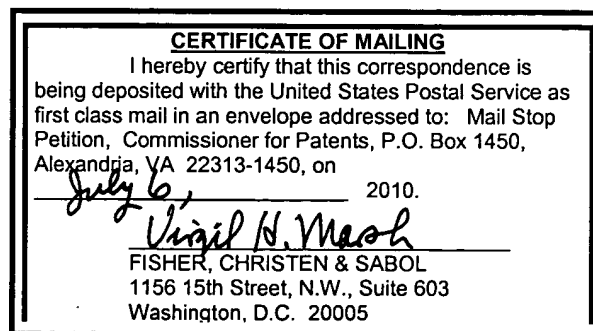 CERTIFICATE OF MAILING
I hereby certify that this correspondence is
being deposited with the United States Postal Service as
first class mail in an envelope addressed to: Mail Stop
Petition, Commissioner for Patents, P.O. Box 1450,
Alexandria, VA 22313-1450, on
July 6, 2010.
Virgil H. Marsh
FISHER, CHRISTEN & SABOL
1156 15th Street, N.W., Suite 603
Washington, D.C. 20005